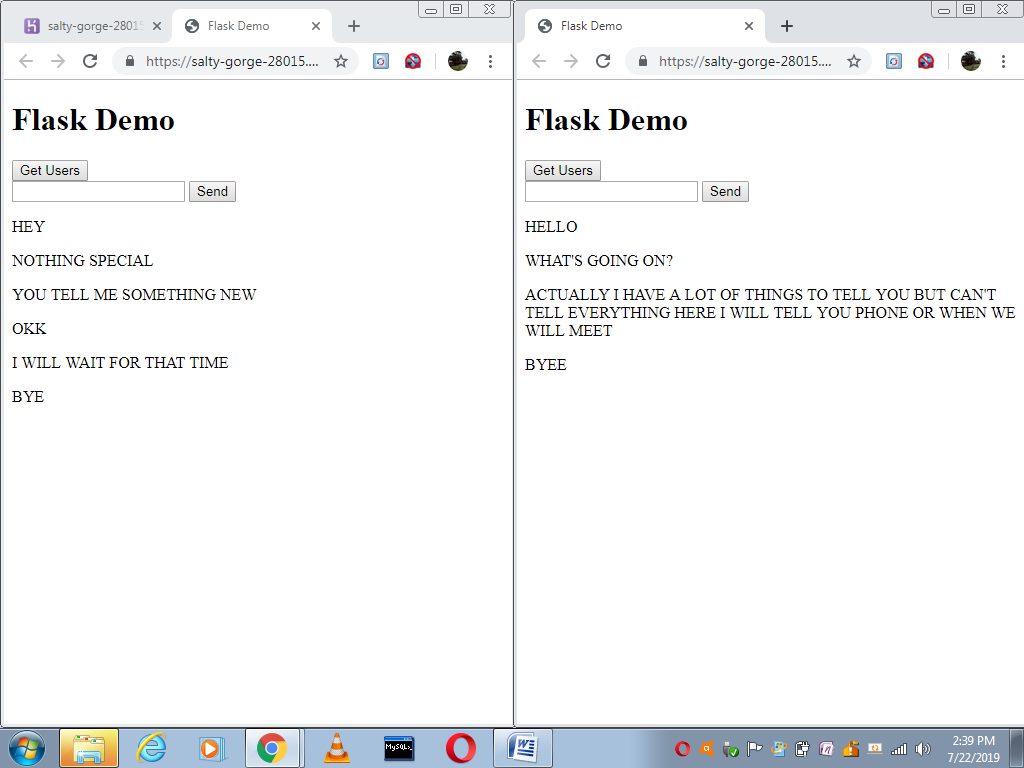 salty-gorge-28015
Flask Demo
https://salty-gorge-28015....
Flask Demo
Get Users
Send
HEY
NOTHING SPECIAL
YOU TELL ME SOMETHING NEW
OKK
I WILL WAIT FOR THAT TIME
BYE
Flask Demo
https://salty-gorge-28015....
Flask Demo
Get Users
Send
HELLO
WHAT'S GOING ON?
ACTUALLY I HAVE A LOT OF THINGS TO TELL YOU BUT CAN'T
TELL EVERYTHING HERE I WILL TELL YOU PHONE OR WHEN WE
WILL MEET
BYEE
MySQL
2:39 PM
7/22/2019